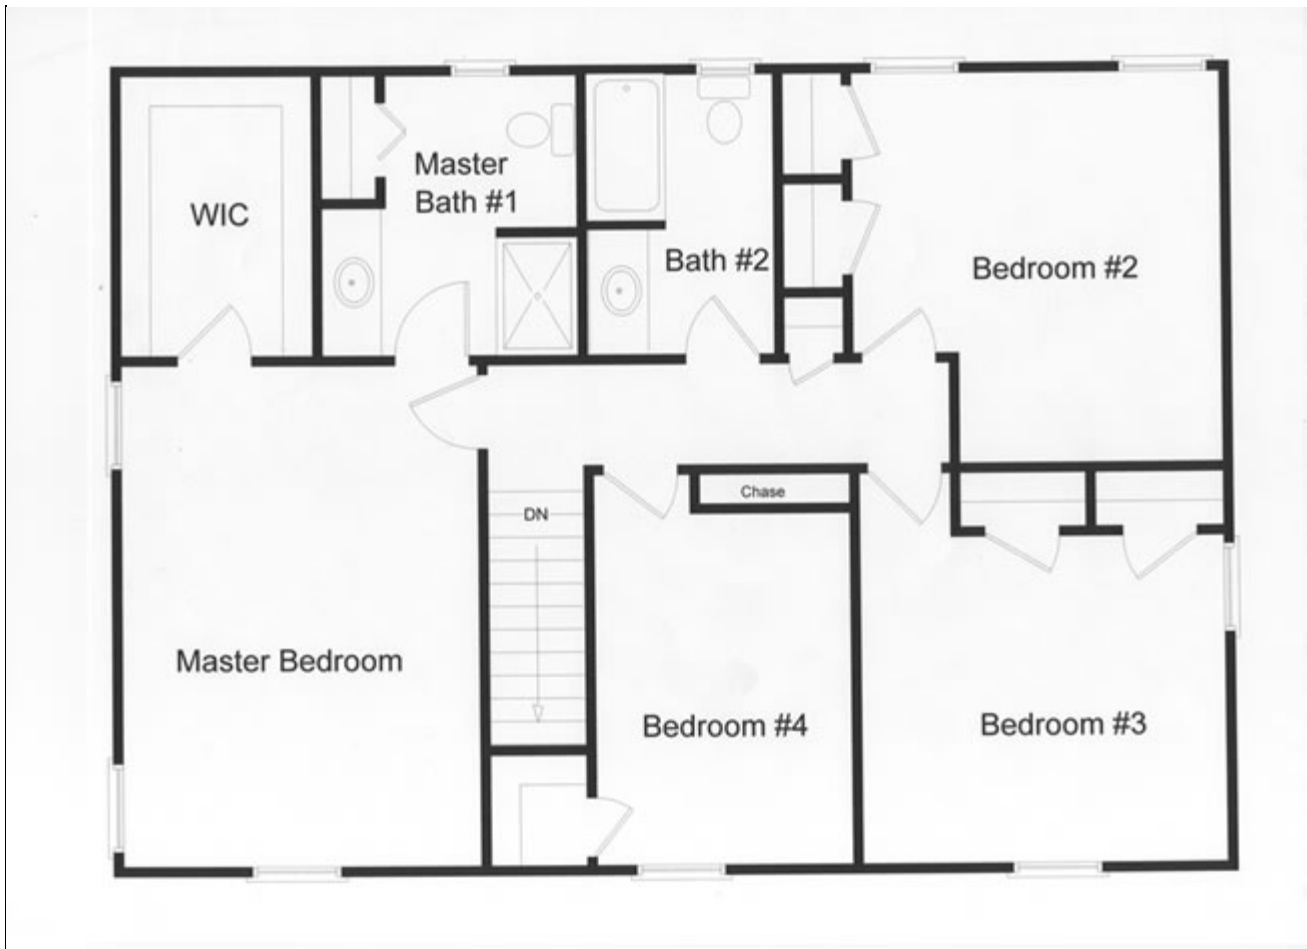 Master
Bath #1
WIC
Bath #2
Bedroom #2
Chase
DN
Master Bedroom
Bedroom #4
Bedroom #3